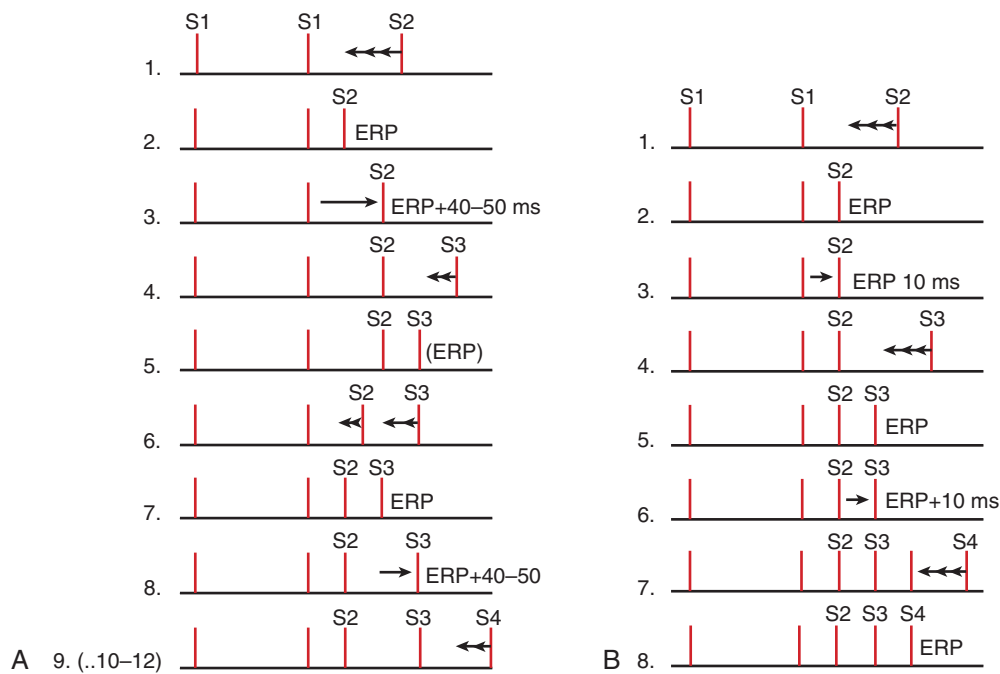 S1 S1 S2
1.
S2
2. ERP
S2
3. ERP+40–50 ms
S2 S3
4.
S2 S3
5. (ERP)
S2 S3
6.
S2 S3
7. ERP
S3
S2
8. ERP+40–50
S2 S3 S4
A 9. (..10–12)
S1 S1 S2
1.
S2
2. ERP
S2
3. ERP 10 ms
S2 S3
4.
S2 S3
5. ERP
S2 S3
6. ERP+10 ms
S2 S3 S4
7.
S2 S3 S4
B 8. ERP